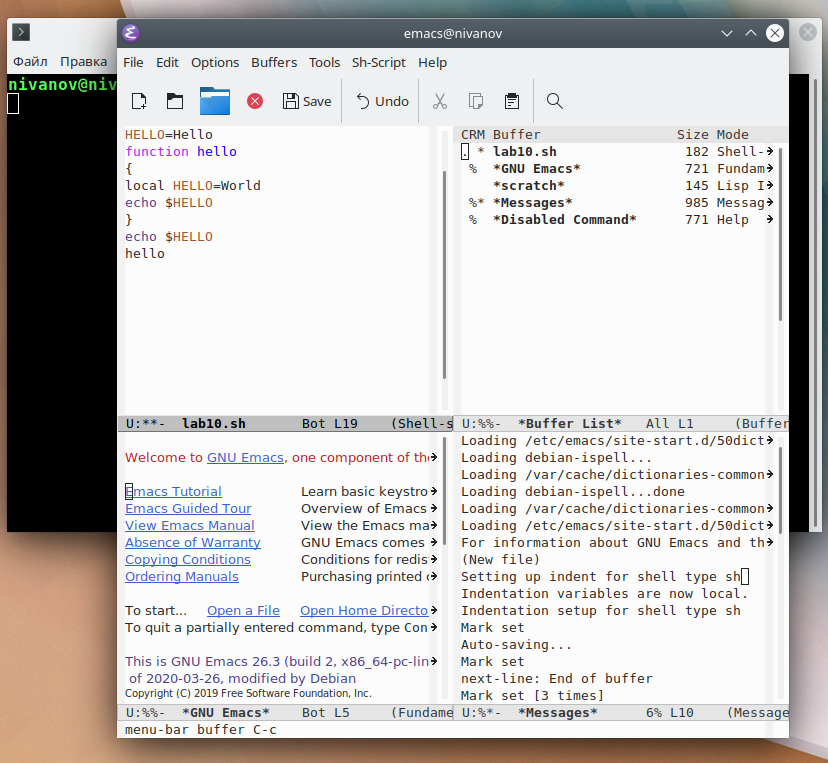 emacs@nivanov
Файл Правка
nivanov@niv
File Edit Options Buffers Tools Sh-Script Help
Save Undo
HELLO=Hello
function hello
{
local HELLO=World
echo $HELLO
}
echo $HELLO
hello
U:**- lab10.sh Bot L19 (Shell-s
CRM Buffer Size Mode
. * lab10.sh 182 Shell-
% *GNU Emacs* 721 Fundam
*scratch* 145 Lisp I
%* *Messages* 985 Messag
% *Disabled Command* 771 Help
U:%%- *Buffer List* All L1 (Buffer
Welcome to GNU Emacs, one component of the
Emacs Tutorial Learn basic keystro
Emacs Guided Tour Overview of Emacs
View Emacs Manual View the Emacs ma
Absence of Warranty GNU Emacs comes
Copying Conditions Conditions for redis
Ordering Manuals Purchasing printed c
To start... Open a File Open Home Directo
To quit a partially entered command, type Con
This is GNU Emacs 26.3 (build 2, x86_64-pc-lin
of 2020-03-26, modified by Debian
Copyright (C) 2019 Free Software Foundation, Inc.
U:%%- *GNU Emacs* Bot L5 (Fundame
Loading /etc/emacs/site-start.d/50dict
Loading debian-ispell...
Loading /var/cache/dictionaries-common
Loading debian-ispell...done
Loading /var/cache/dictionaries-common
Loading /etc/emacs/site-start.d/50dict
For information about GNU Emacs and th
(New file)
Setting up indent for shell type sh
Indentation variables are now local.
Indentation setup for shell type sh
Mark set
Auto-saving...
Mark set
next-line: End of buffer
Mark set [3 times]
U:%*- *Messages* 6% L10 (Message
menu-bar buffer C-c